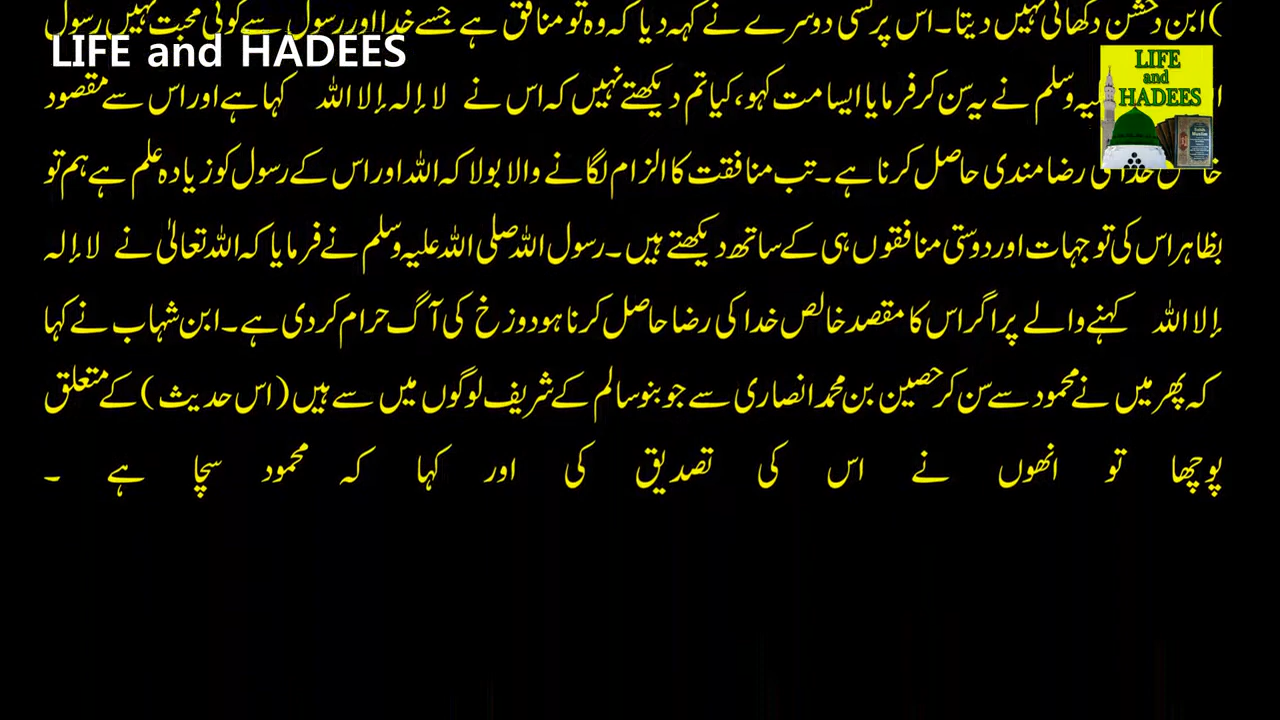 ) ابن دخشن دکھائی نہیں دیتا۔ اس پر کسی دوسرے نے کہہ دیا کہ وہ تو منافق ہے جسے خدا اور رسول سے کوئی محبت نہیں رسول
LIFE and HADEES
LIFE
and
HADEES
وسلم نے یہ سن کر فرمایا ایسا مت کہو، کیا تم دیکھتے نہیں کہ اس نے لا إله إلا الله کہا ہے اور اس سے مقصود
رضا مندی حاصل کرنا ہے۔ تب منافقت کا الزام لگانے والا بولا کہ اللہ اور اس کے رسول کو زیادہ علم ہے ہم تو
بظاہر اس کی توجہات اور دوستی منافقوں ہی کے ساتھ دیکھتے ہیں۔ رسول اللہ صلی اللہ علیہ وسلم نے فرمایا کہ اللہ تعالیٰ نے لا إله
إلا الله کہنے والے پر اگر اس کا مقصد خالص خدا کی رضا حاصل کرنا ہو دوزخ کی آگ حرام کر دی ہے۔ ابن شہاب نے کہا
کہ پھر میں نے محمود سے سن کر حصین بن محمد انصاری سے جو بنو سالم کے شریف لوگوں میں سے ہیں ( اس حدیث ) کے متعلق
پوچھا تو انھوں نے اس کی تصدیق کی اور کہا کہ محمود سچا ہے ۔